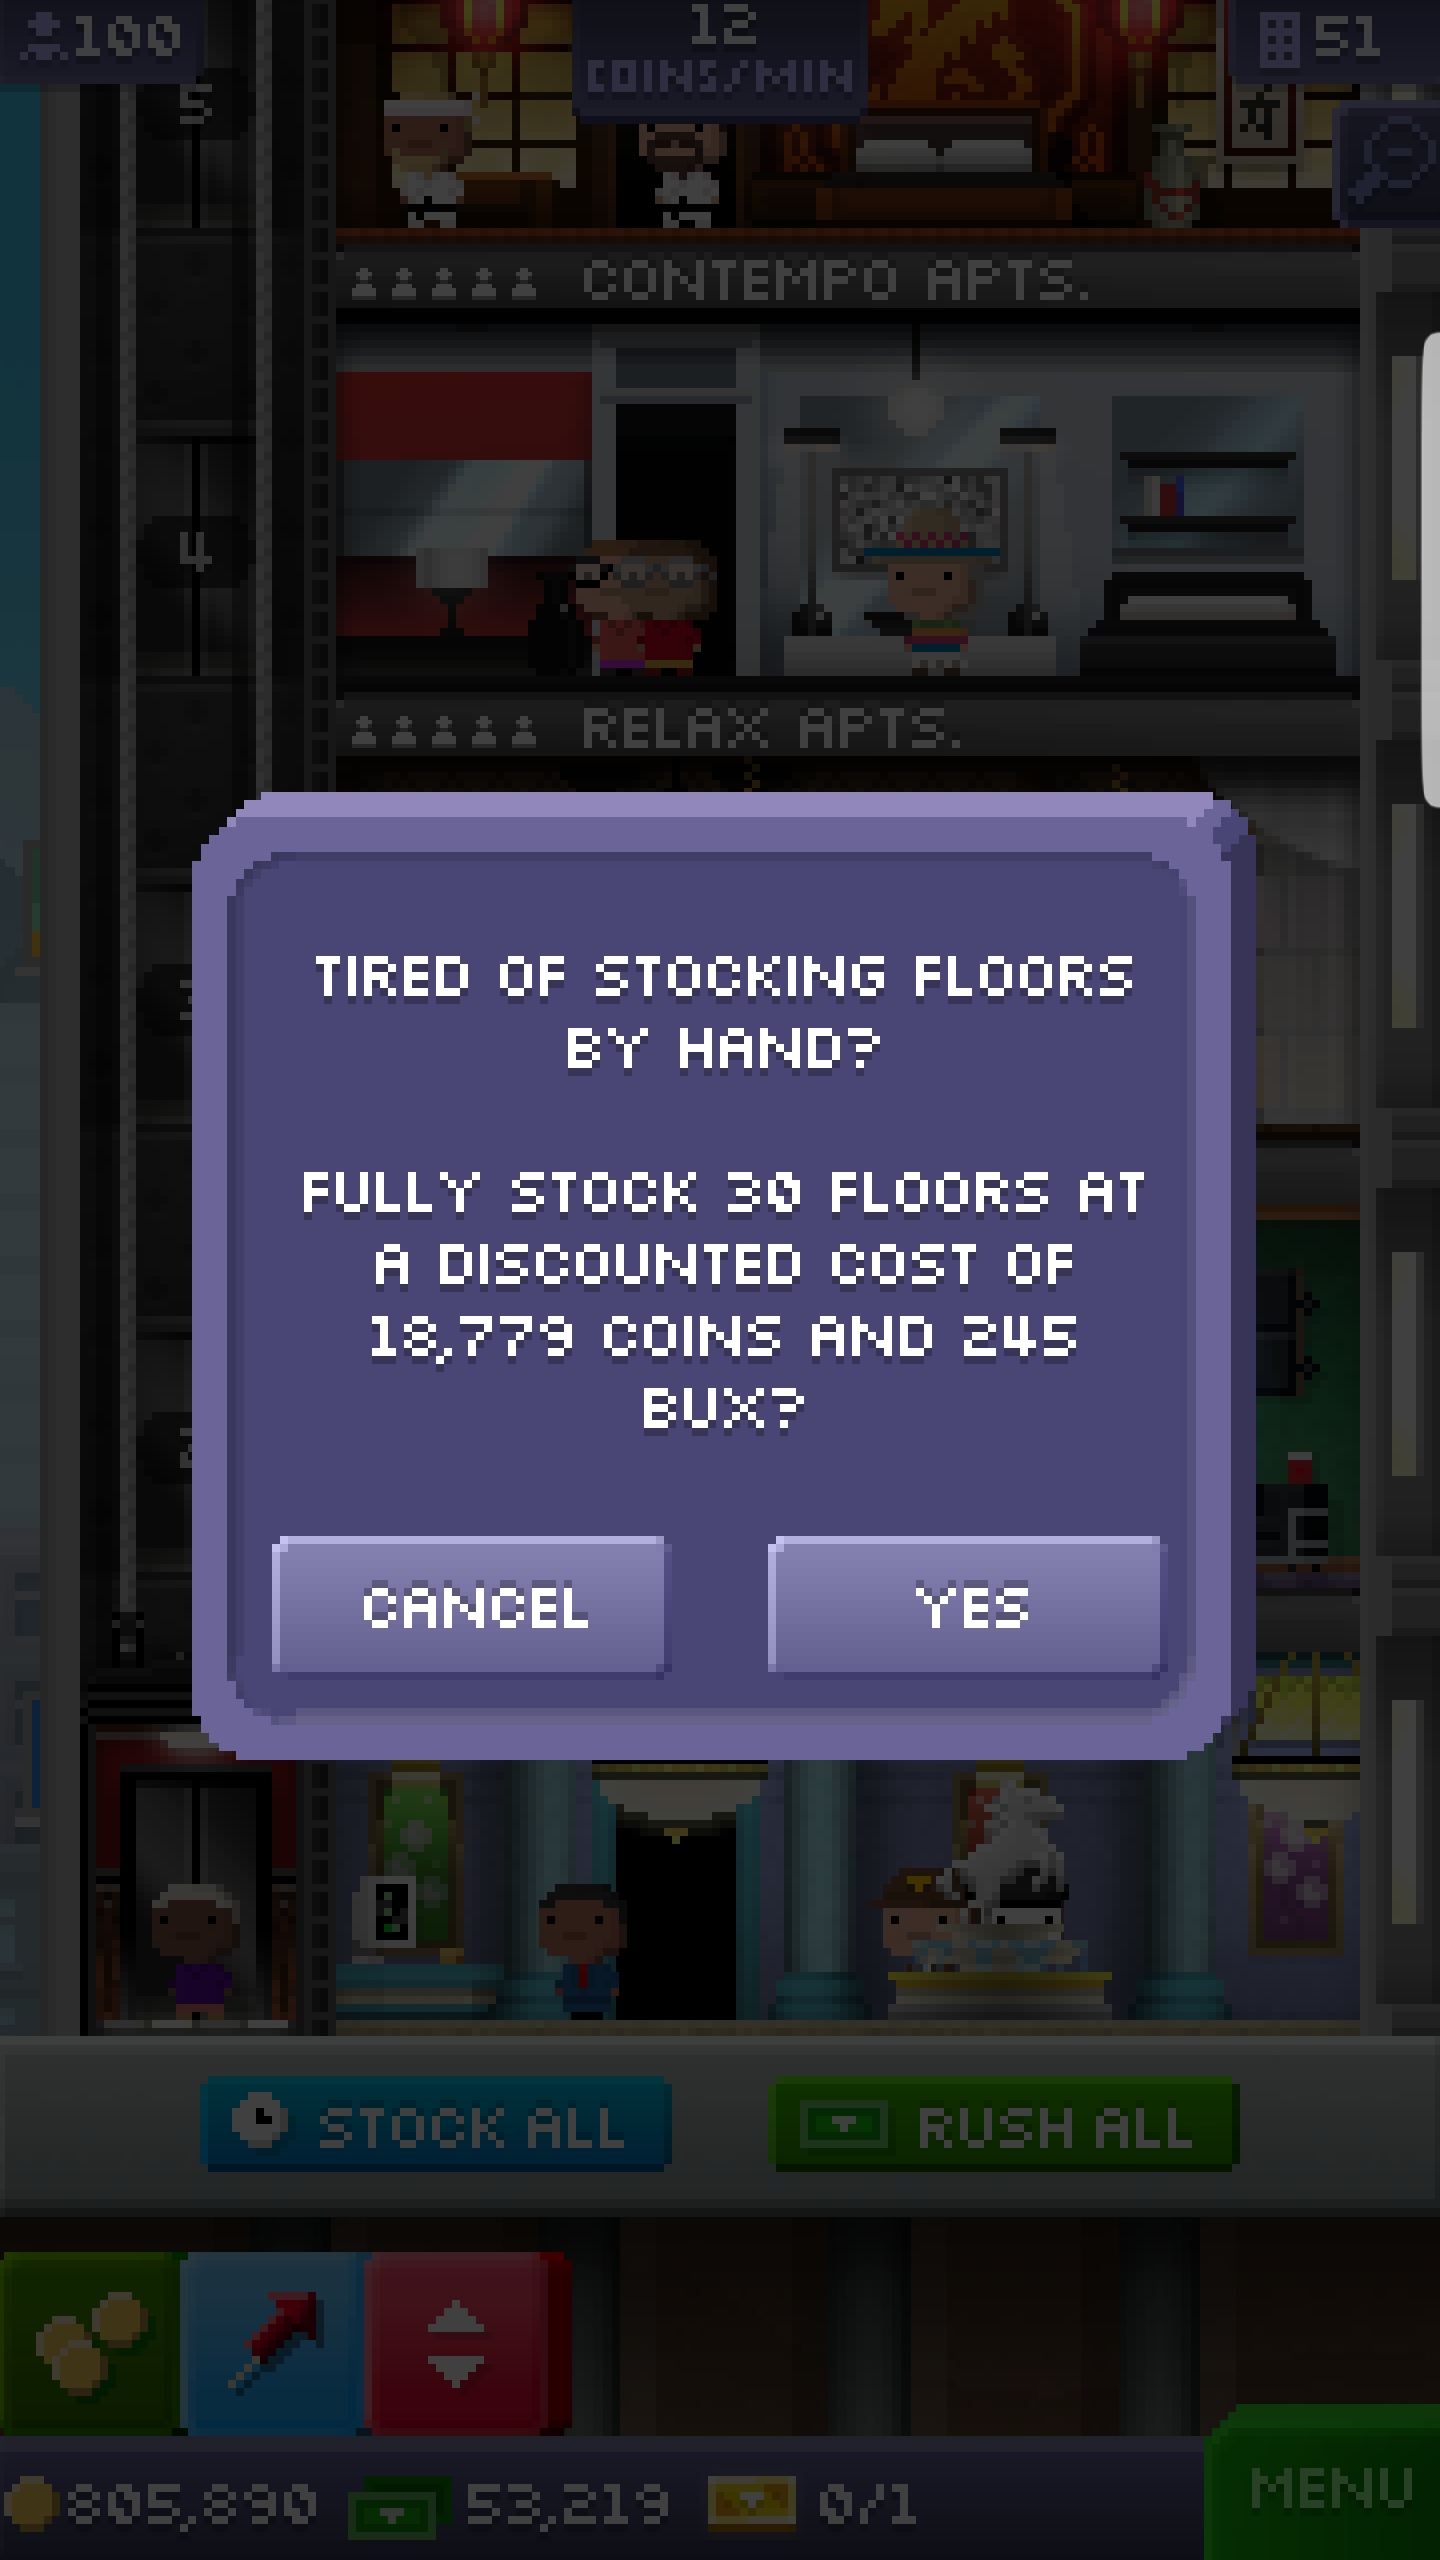 100
12
COINS/MIN
51
5
CONTEMPO APTS.
4
RELAX APTS.
TIRED OF STOCKING FLOORS
BY HAND?
FULLY STOCK 30 FLOORS AT
A DISCOUNTED COST OF
18,779 COINS AND 245
BUX?
CANCEL
YES
STOCK ALL
RUSH ALL
805,890
53,219
0/1
MENU